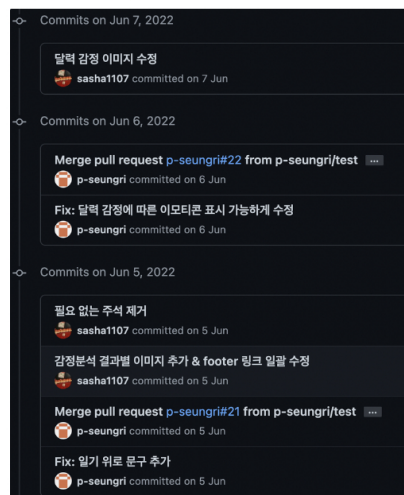 Commits on Jun 7, 2022
달력 감정 이미지 수정
sasha1107 committed on 7 Jun
Commits on Jun 6, 2022
Merge pull request p-seungri#22 from p-seungri/test ...
p-seungri committed on 6 Jun
Fix: 달력 감정에 따른 이모티콘 표시 가능하게 수정
p-seungri committed on 6 Jun
Commits on Jun 5, 2022
필요 없는 주석 제거
sasha1107 committed on 5 Jun
감정분석 결과별 이미지 추가 & footer 링크 일괄 수정
sasha1107 committed on 5 Jun
Merge pull request p-seungri#21 from p-seungri/test ...
p-seungri committed on 5 Jun
Fix: 일기 위로 문구 추가
p-seungri committed on 5 Jun